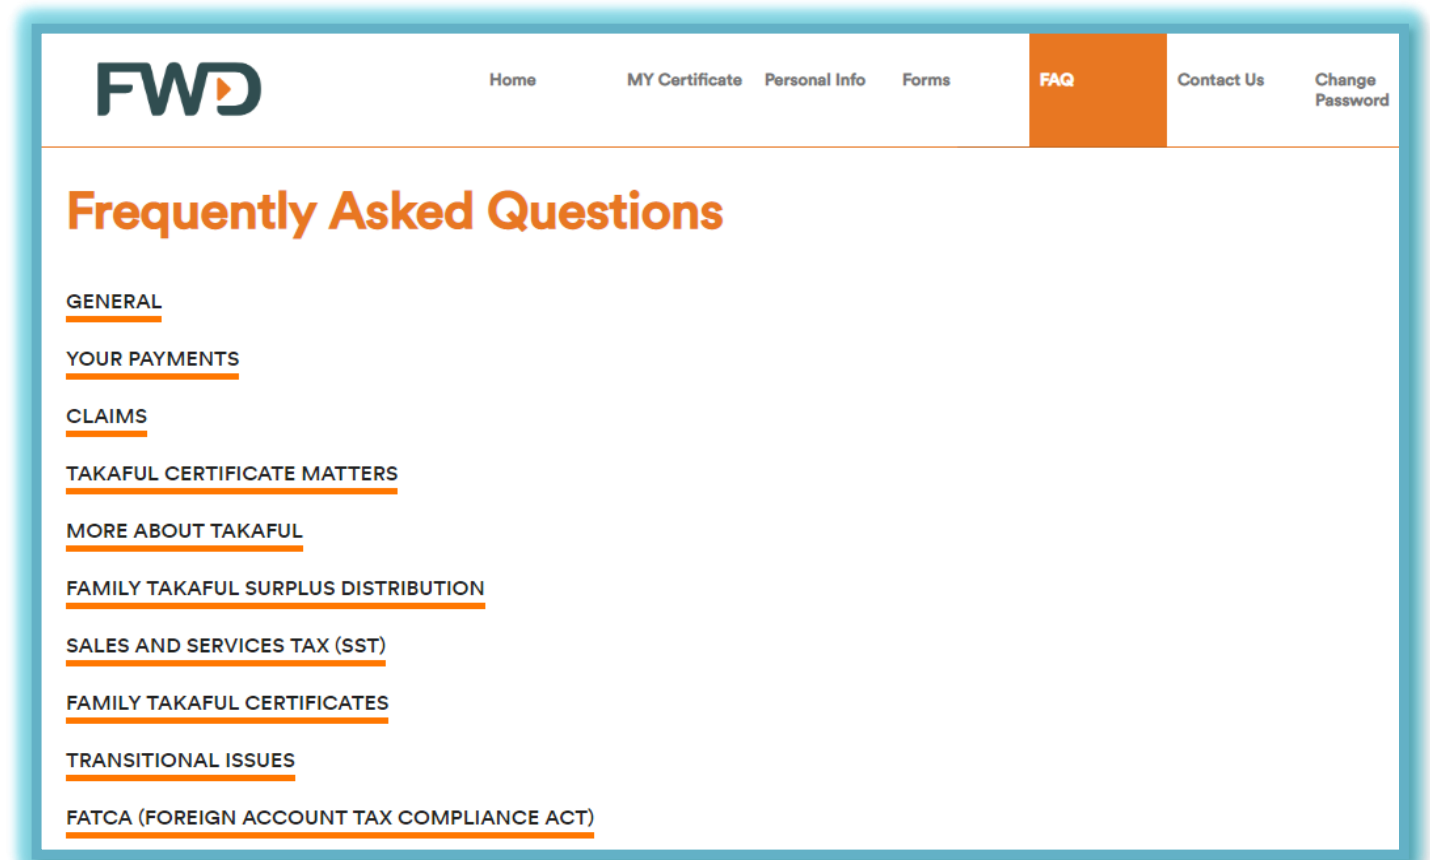 FWD
Home
MY Certificate
Personal Info
Forms
FAQ
Contact Us
Change
Password
Frequently Asked Questions
GENERAL
YOUR PAYMENTS
CLAIMS
TAKAFUL CERTIFICATE MATTERS
MORE ABOUT TAKAFUL
FAMILY TAKAFUL SURPLUS DISTRIBUTION
SALES AND SERVICES TAX (SST)
FAMILY TAKAFUL CERTIFICATES
TRANSITIONAL ISSUES
FATCA (FOREIGN ACCOUNT TAX COMPLIANCE ACT)